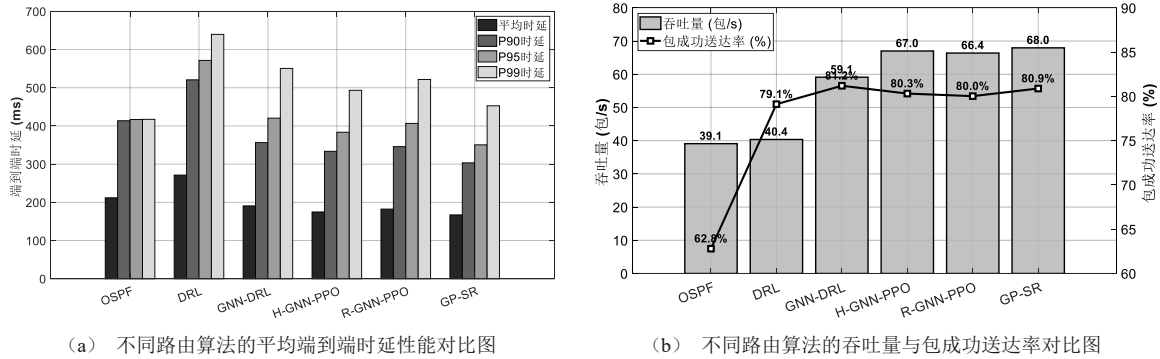 700
600
500
400
300
200
100
0
端到端时延 (ms)
平均时延
P90时延
P95时延
P99时延
OSPF
DRL
GNN-DRL
H-GNN-PPO
R-GNN-PPO
GP-SR
（a） 不同路由算法的平均端到端时延性能对比图
80
70
60
50
40
30
20
10
0
吞吐量 (包/s)
吞吐量 (包/s)
包成功送达率 (%)
39.1
40.4
59.1
67.0
66.4
68.0
62.8%
79.1%
81.2%
80.3%
80.0%
80.9%
90
85
80
75
70
65
60
包成功送达率 (%)
OSPF
DRL
GNN-DRL
H-GNN-PPO
R-GNN-PPO
GP-SR
（b） 不同路由算法的吞吐量与包成功送达率对比图